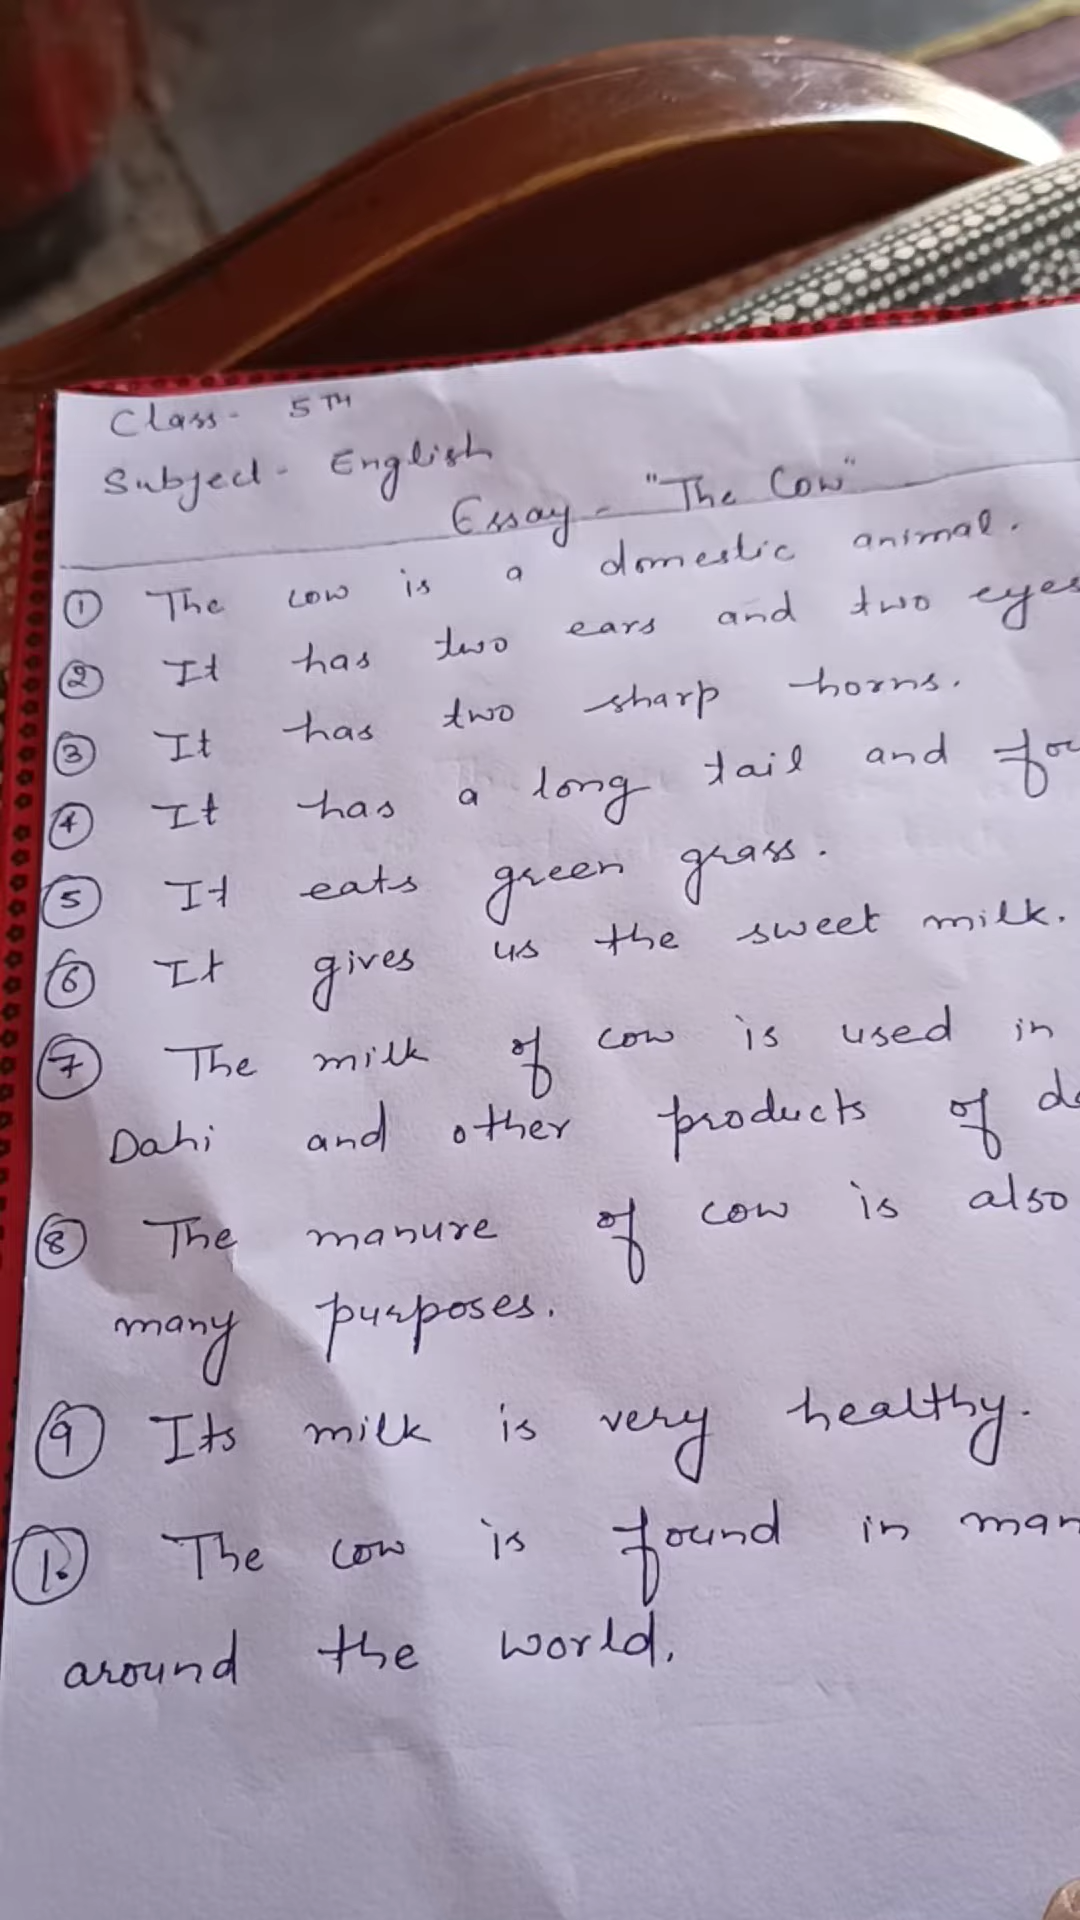 Class- 5TH
Subject- English
Essay- "The Cow"
① The cow is a domestic animal.
② It has two ears and two eyes
③ It has two sharp horns.
④ It has a long tail and
⑤ It eats green grass.
⑥ It gives us the sweet milk.
⑦ The milk of cow is used in
Dahi and other products of
⑧ The manure of cow is also
many purposes.
⑨ Its milk is very healthy.
⑩ The cow is found in
around the world.